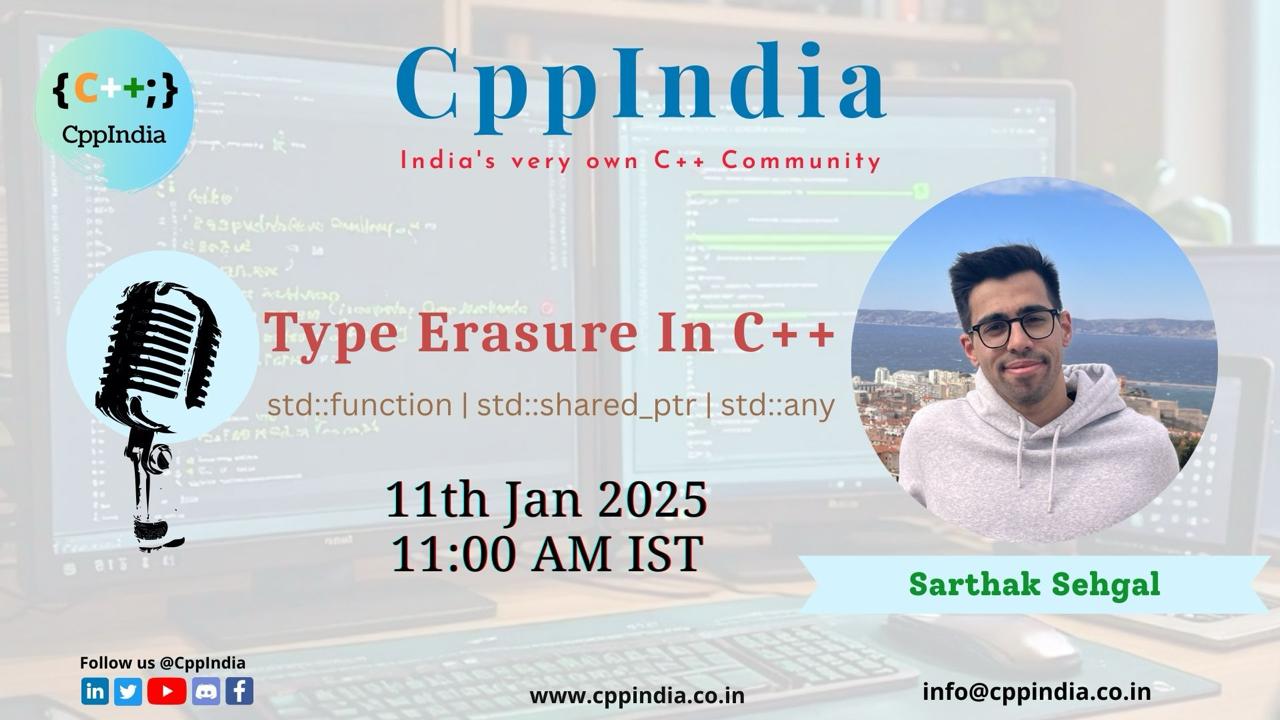 {C++;}
CppIndia
CppIndia
India's very own C++ Community
Type Erasure In C++
std::function | std::shared_ptr | std::any
11th Jan 2025
11:00 AM IST
Sarthak Sehgal
Follow us @CppIndia
www.cppindia.co.in
info@cppindia.co.in